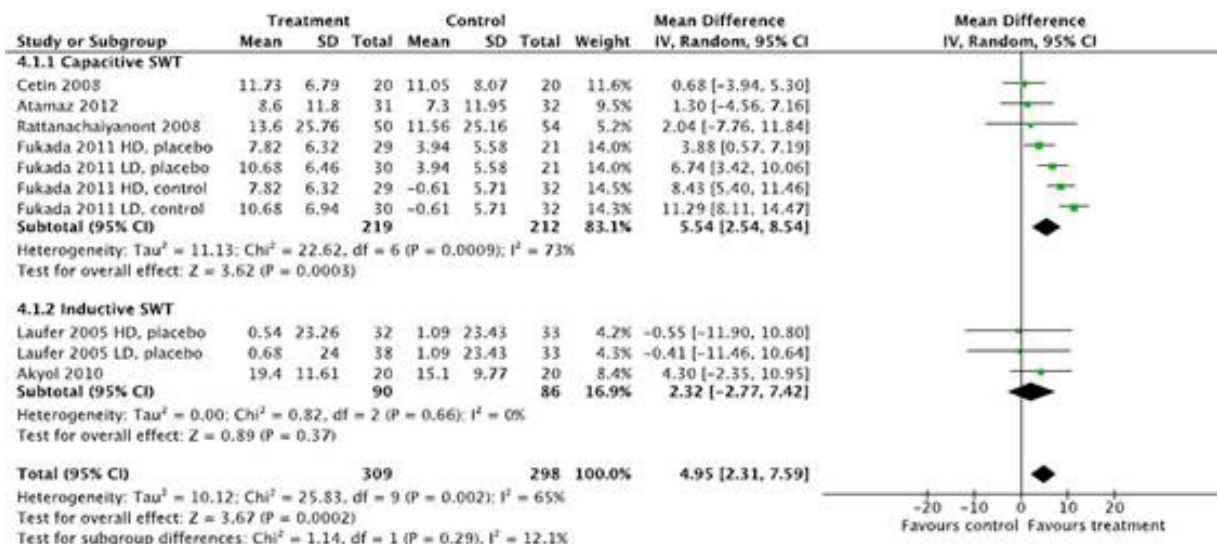 Treatment Control Mean Difference Mean Difference
Study or Subgroup Mean SD Total Mean SD Total Weight IV, Random, 95% CI IV, Random, 95% CI
4.1.1 Capacitive SWT
Cetin 2008 11.73 6.79 20 11.05 8.07 20 11.6% 0.68 [-3.94, 5.30]
Atamaz 2012 8.6 11.8 31 7.3 11.95 32 9.5% 1.30 [-4.56, 7.16]
Rattanachaiyanont 2008 13.6 25.76 50 11.56 25.16 54 5.2% 2.04 [-7.76, 11.84]
Fukada 2011 HD, placebo 7.82 6.32 29 3.94 5.58 21 14.0% 3.88 [0.57, 7.19]
Fukada 2011 LD, placebo 10.68 6.46 30 3.94 5.58 21 14.0% 6.74 [3.42, 10.06]
Fukada 2011 HD, control 7.82 6.32 29 -0.61 5.71 32 14.5% 8.43 [5.40, 11.46]
Fukada 2011 LD, control 10.68 6.94 30 -0.61 5.71 32 14.3% 11.29 [8.11, 14.47]
Subtotal (95% CI) 219 212 83.1% 5.54 [2.54, 8.54]
Heterogeneity: Tau² = 11.13; Chi² = 22.62, df = 6 (P = 0.0009); I² = 73%
Test for overall effect: Z = 3.62 (P = 0.0003)
4.1.2 Inductive SWT
Laufer 2005 HD, placebo 0.54 23.26 32 1.09 23.43 33 4.2% -0.55 [-11.90, 10.80]
Laufer 2005 LD, placebo 0.68 24 38 1.09 23.43 33 4.3% -0.41 [-11.46, 10.64]
Akyol 2010 19.4 11.61 20 15.1 9.77 20 8.4% 4.30 [-2.35, 10.95]
Subtotal (95% CI) 90 86 16.9% 2.32 [-2.77, 7.42]
Heterogeneity: Tau² = 0.00; Chi² = 0.82, df = 2 (P = 0.66); I² = 0%
Test for overall effect: Z = 0.89 (P = 0.37)
Total (95% CI) 309 298 100.0% 4.95 [2.31, 7.59]
Heterogeneity: Tau² = 10.12; Chi² = 25.83, df = 9 (P = 0.002); I² = 65%
Test for overall effect: Z = 3.67 (P = 0.0002)
Test for subgroup differences: Chi² = 1.14, df = 1 (P = 0.29), I² = 12.1%
-20 -10 0 10 20
Favours control Favours treatment